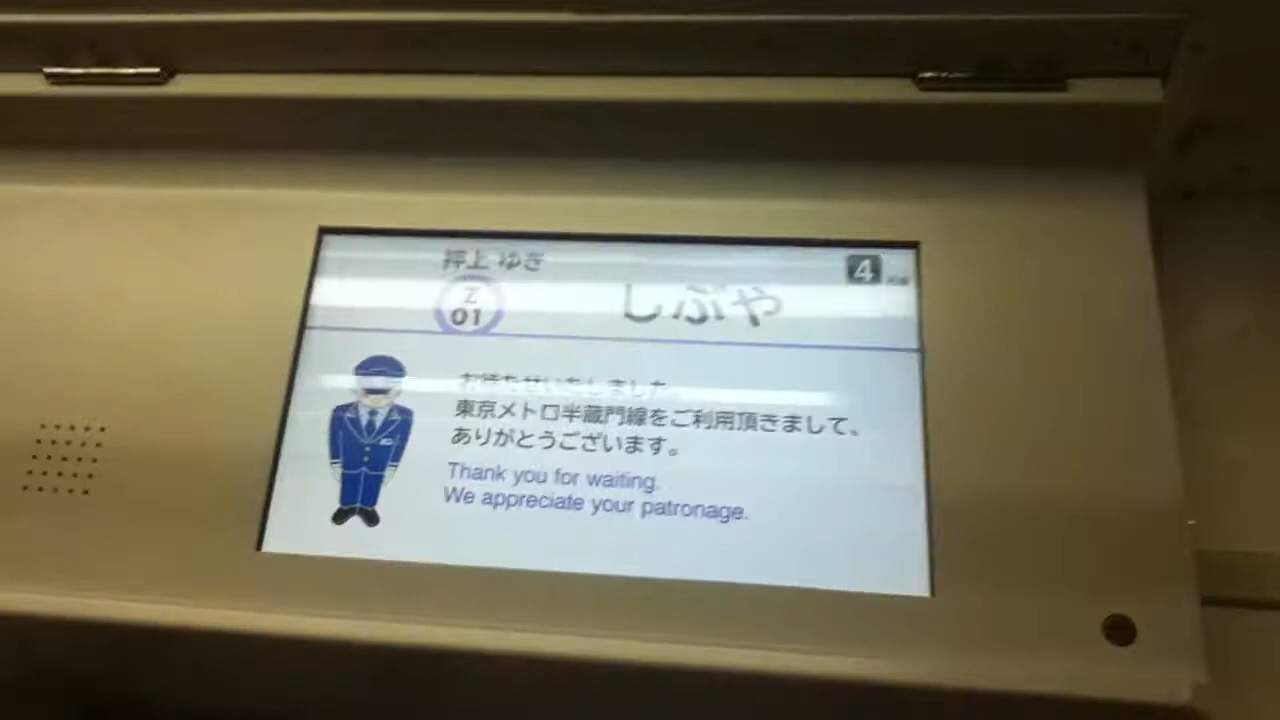 押上 ゆき
4
Z
01
しぶや
お待たせいたしました。
東京メトロ半蔵門線をご利用頂きまして、
ありがとうございます。
Thank you for waiting.
We appreciate your patronage.